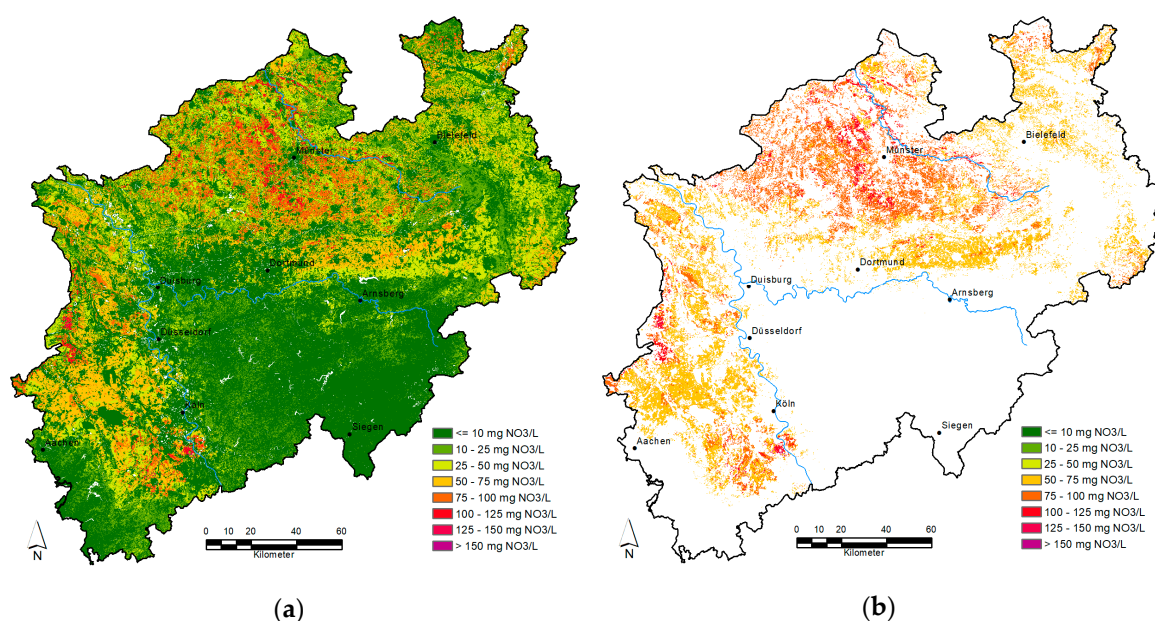 Bielefeld
Münster
Dortmund
Duisburg
Arnsberg
Düsseldorf
Köln
Siegen
Aachen
<= 10 mg NO3/L
10 - 25 mg NO3/L
25 - 50 mg NO3/L
50 - 75 mg NO3/L
75 - 100 mg NO3/L
100 - 125 mg NO3/L
125 - 150 mg NO3/L
> 150 mg NO3/L
N
0 10 20 40 60
Kilometer
(a)
Bielefeld
Münster
Dortmund
Duisburg
Arnsberg
Düsseldorf
Köln
Siegen
Aachen
<= 10 mg NO3/L
10 - 25 mg NO3/L
25 - 50 mg NO3/L
50 - 75 mg NO3/L
75 - 100 mg NO3/L
100 - 125 mg NO3/L
125 - 150 mg NO3/L
> 150 mg NO3/L
N
0 10 20 40 60
Kilometer
(b)